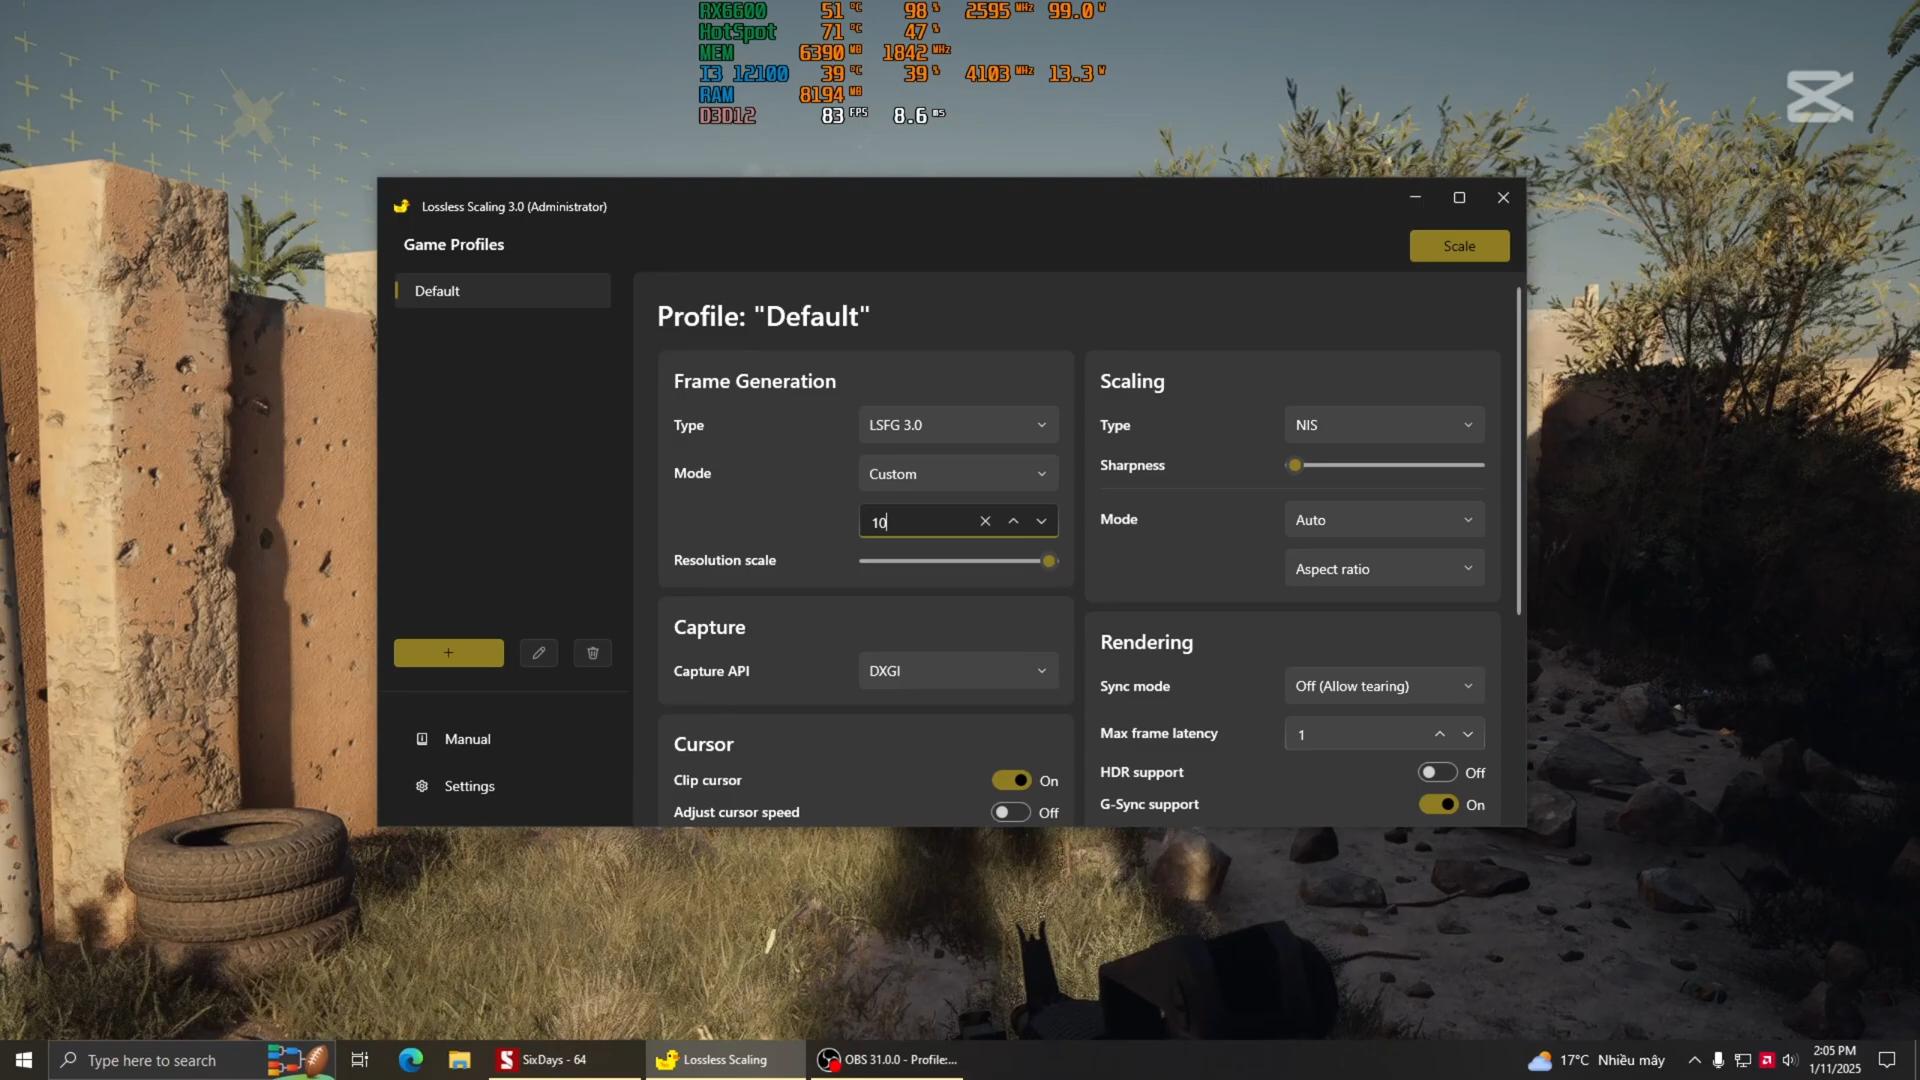 RX6600 51 °C 98 % 2595 MHz 99.0 W
HotSpot 71 °C 47 %
MEM 6390 MB 1842 MHz
I3 12100 39 °C 39 % 4103 MHz 13.3 W
RAM 8194 MB
D3D12 83 FPS 8.6 ms
Lossless Scaling 3.0 (Administrator)
Game Profiles
Scale
Default
Profile: "Default"
Frame Generation
Type
LSFG 3.0
Mode
Custom
10
Resolution scale
Capture
Capture API
DXGI
Cursor
Clip cursor
On
Adjust cursor speed
Off
Scaling
Type
NIS
Sharpness
Mode
Auto
Aspect ratio
Rendering
Sync mode
Off (Allow tearing)
Max frame latency
1
HDR support
Off
G-Sync support
On
+
Manual
Settings
Type here to search
SixDays - 64
Lossless Scaling
OBS 31.0.0 - Profile:...
17°C Nhiều mây
2:05 PM
1/11/2025